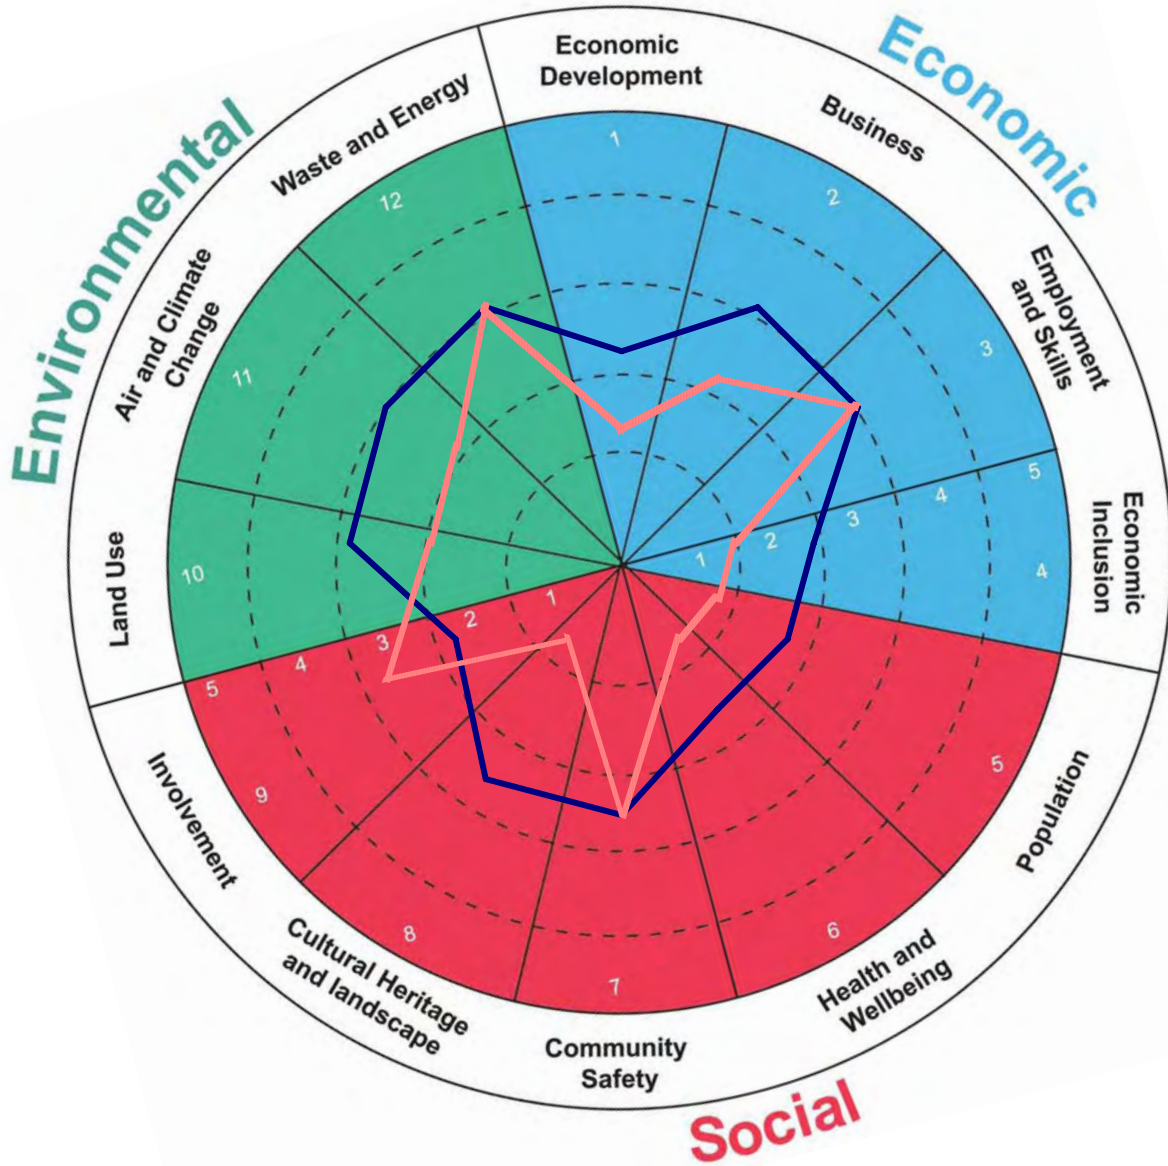 Environmental
Economic
Social
Economic
Development
Business
Employment
and Skills
Economic
Inclusion
Population
Health and
Wellbeing
Community
Safety
Cultural Heritage
and landscape
Involvement
Land Use
Air and Climate
Change
Waste and Energy
1
2
3
4
5
6
7
8
9
10
11
12
1
2
3
4
5
1
2
3
4
5